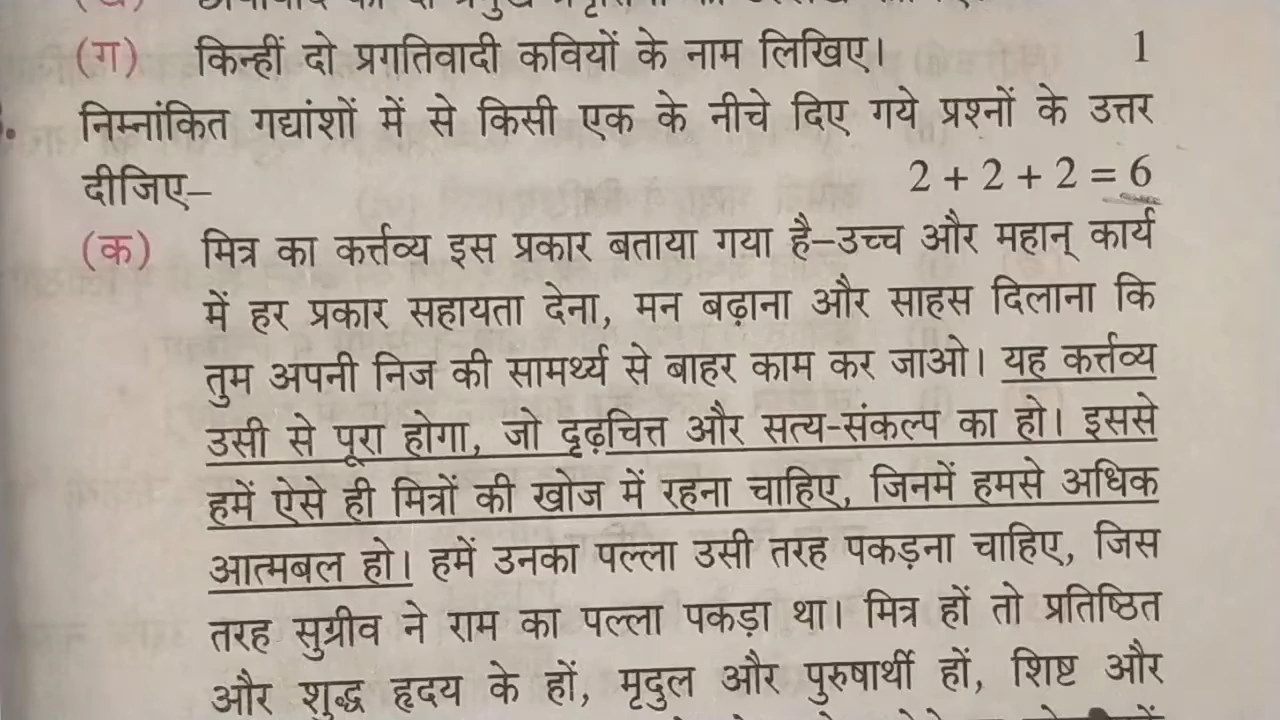 (ग) किन्हीं दो प्रगतिवादी कवियों के नाम लिखिए। 1
निम्नांकित गद्यांशों में से किसी एक के नीचे दिए गये प्रश्नों के उत्तर
दीजिए– 2 + 2 + 2 = 6
(क) मित्र का कर्त्तव्य इस प्रकार बताया गया है–उच्च और महान् कार्य
में हर प्रकार सहायता देना, मन बढ़ाना और साहस दिलाना कि
तुम अपनी निज की सामर्थ्य से बाहर काम कर जाओ। यह कर्त्तव्य
उसी से पूरा होगा, जो दृढ़चित्त और सत्य-संकल्प का हो। इससे
हमें ऐसे ही मित्रों की खोज में रहना चाहिए, जिनमें हमसे अधिक
आत्मबल हो। हमें उनका पल्ला उसी तरह पकड़ना चाहिए, जिस
तरह सुग्रीव ने राम का पल्ला पकड़ा था। मित्र हों तो प्रतिष्ठित
और शुद्ध हृदय के हों, मृदुल और पुरुषार्थी हों, शिष्ट और